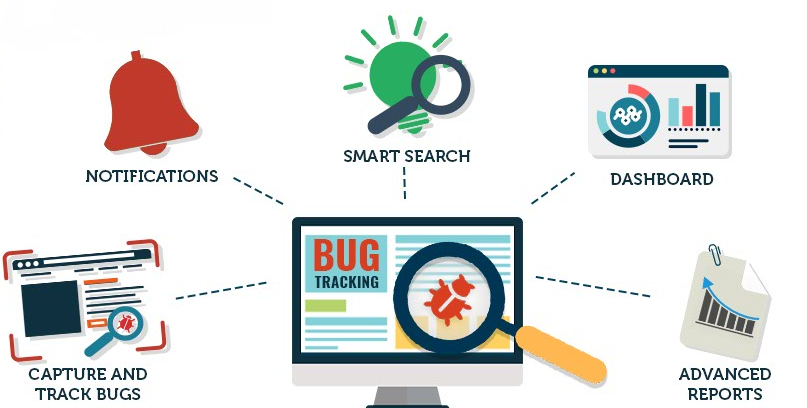 NOTIFICATIONS
SMART SEARCH
DASHBOARD
BUG
TRACKING
CAPTURE AND
TRACK BUGS
ADVANCED
REPORTS